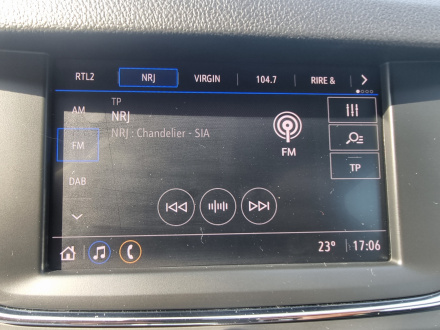 RTL2 NRJ VIRGIN 104.7 RIRE &
AM
TP
NRJ
NRJ : Chandelier - SIA
FM
FM
TP
DAB
23° 17:06